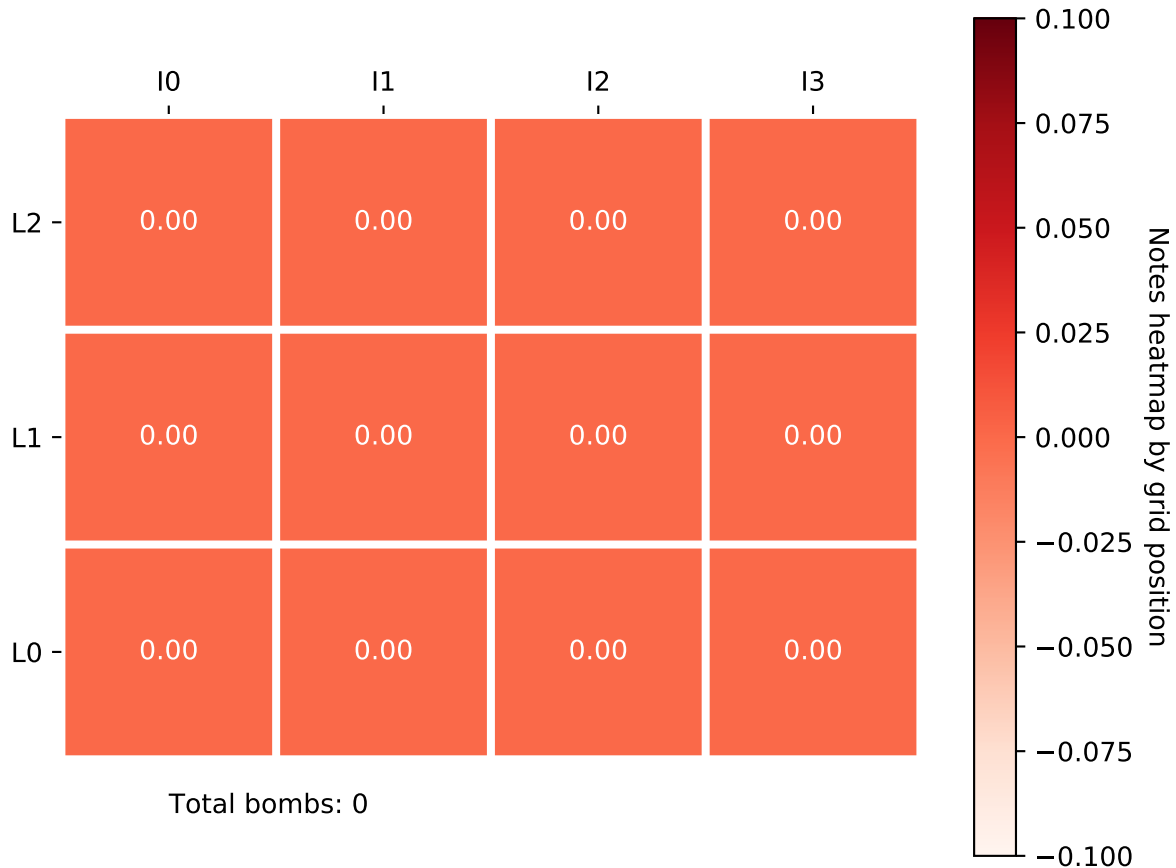 I0 I1 I2 I3
L2 0.00 0.00 0.00 0.00
L1 0.00 0.00 0.00 0.00
L0 0.00 0.00 0.00 0.00
Total bombs: 0
0.100
0.075
0.050
0.025
0.000
−0.025
−0.050
−0.075
−0.100
Notes heatmap by grid position